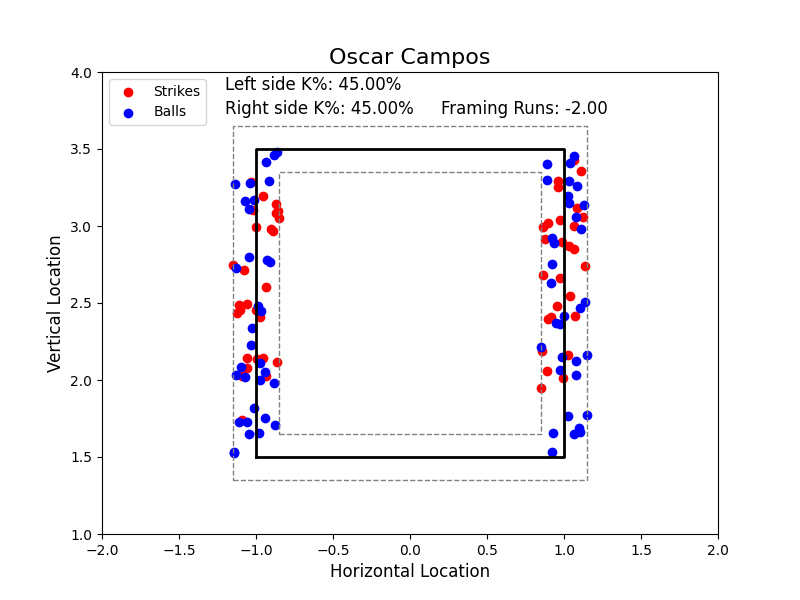 Oscar Campos
Strikes
Balls
Left side K%: 45.00%
Right side K%: 45.00% Framing Runs: -2.00
Vertical Location
4.0
3.5
3.0
2.5
2.0
1.5
1.0
−2.0 −1.5 −1.0 −0.5 0.0 0.5 1.0 1.5 2.0
Horizontal Location